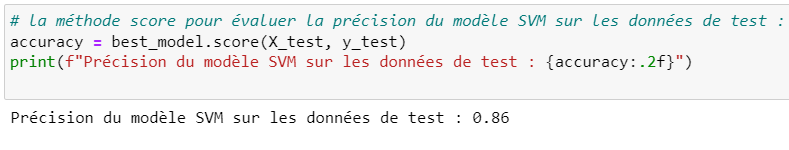 # la méthode score pour évaluer la précision du modèle SVM sur les données de test :
accuracy = best_model.score(X_test, y_test)
print(f"Précision du modèle SVM sur les données de test : {accuracy:.2f}")
Précision du modèle SVM sur les données de test : 0.86